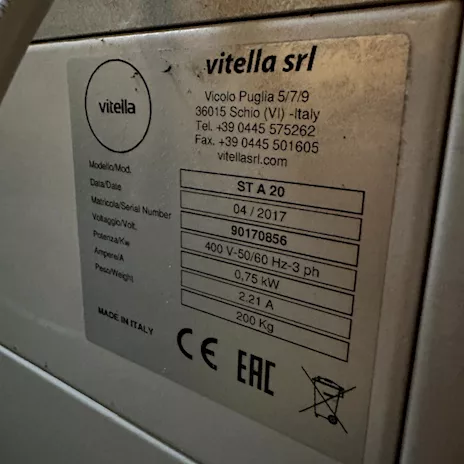 vitella
vitella srl
Vicolo Puglia 5/7/9
36015 Schio (VI) -Italy
Tel. +39 0445 575262
Fax. +39 0445 501605
vitellasrl.com
Modello/Mod. ST A 20
Data/Date 04 / 2017
Matricola/Serial Number 90170856
Voltaggio/Volt. 400 V-50/60 Hz-3 ph
Potenza/Kw 0,75 kW
Ampere/A 2.21 A
Peso/Weight 200 Kg
MADE IN ITALY
CE EAC